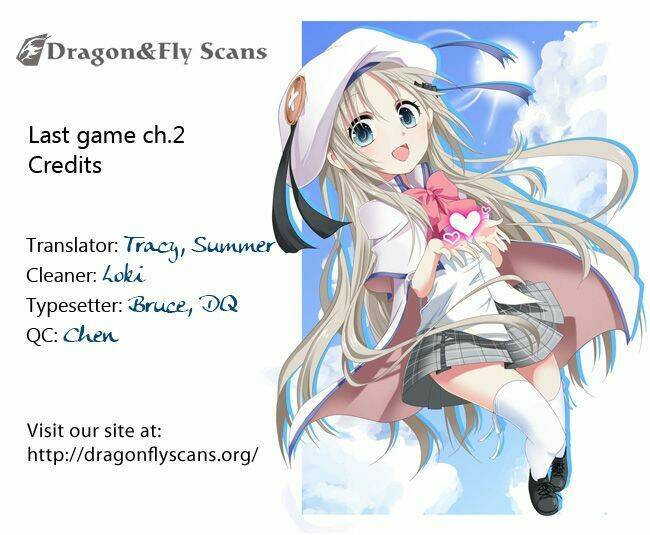 Dragon&Fly Scans
Last game ch.2
Credits
Translator: Tracy, Summer
Cleaner: Loki
Typesetter: Bruce, DQ
QC: Chen
Visit our site at:
http://dragonflyscans.org/